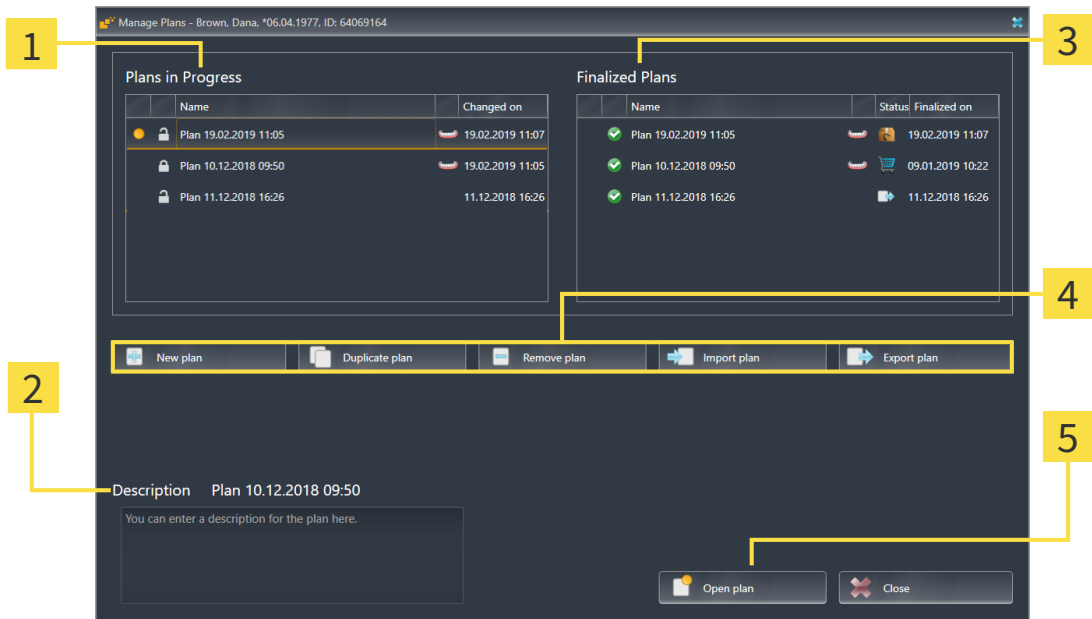 Manage Plans - Brown, Dana, *06.04.1977, ID: 64069164
1
3
Plans in Progress
Name Changed on
Plan 19.02.2019 11:05 19.02.2019 11:07
Plan 10.12.2018 09:50 19.02.2019 11:05
Plan 11.12.2018 16:26 11.12.2018 16:26
Finalized Plans
Name Status Finalized on
Plan 19.02.2019 11:05 19.02.2019 11:07
Plan 10.12.2018 09:50 09.01.2019 10:22
Plan 11.12.2018 16:26 11.12.2018 16:26
4
New plan Duplicate plan Remove plan Import plan Export plan
2
5
Description Plan 10.12.2018 09:50
You can enter a description for the plan here.
Open plan Close